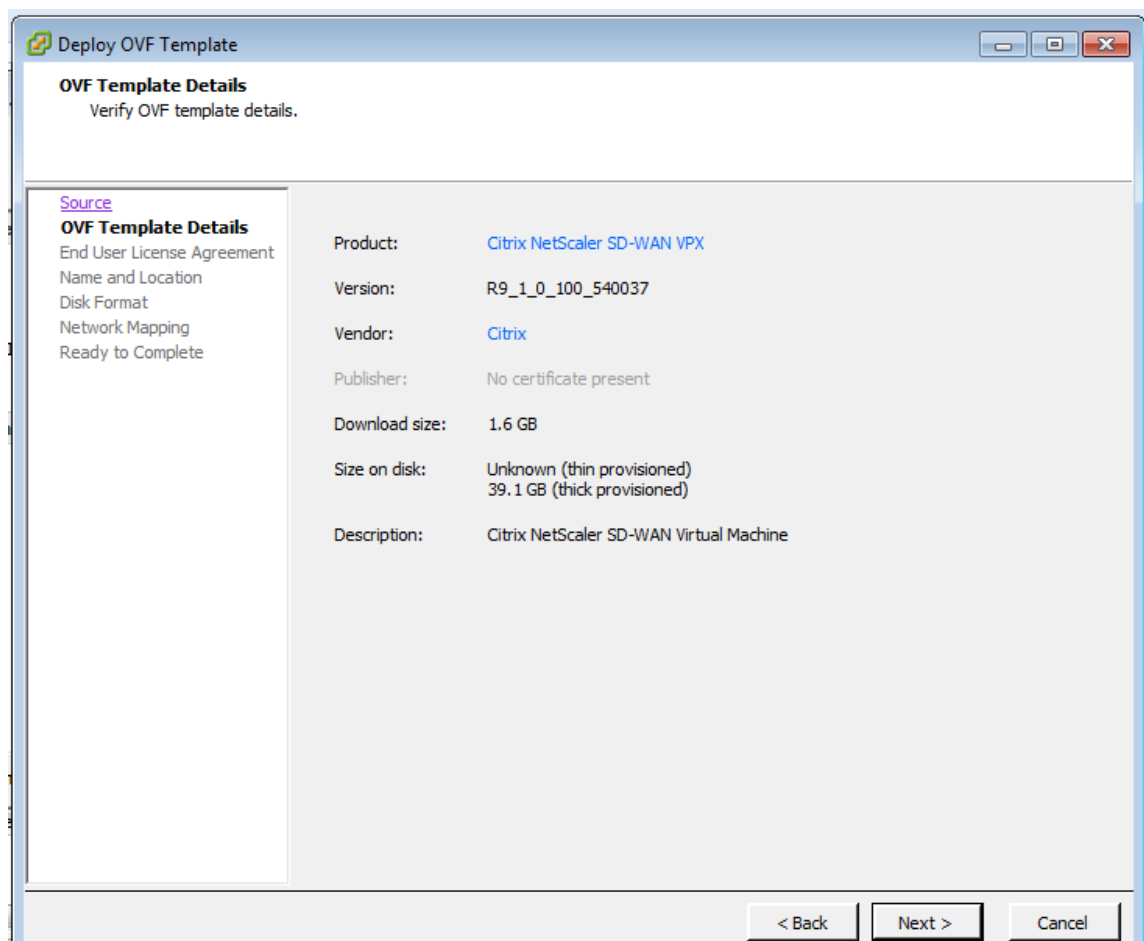 Deploy OVF Template
OVF Template Details
Verify OVF template details.
Source
OVF Template Details
End User License Agreement
Name and Location
Disk Format
Network Mapping
Ready to Complete
Product: Citrix NetScaler SD-WAN VPX
Version: R9_1_0_100_540037
Vendor: Citrix
Publisher: No certificate present
Download size: 1.6 GB
Size on disk: Unknown (thin provisioned)
39.1 GB (thick provisioned)
Description: Citrix NetScaler SD-WAN Virtual Machine
< Back Next > Cancel